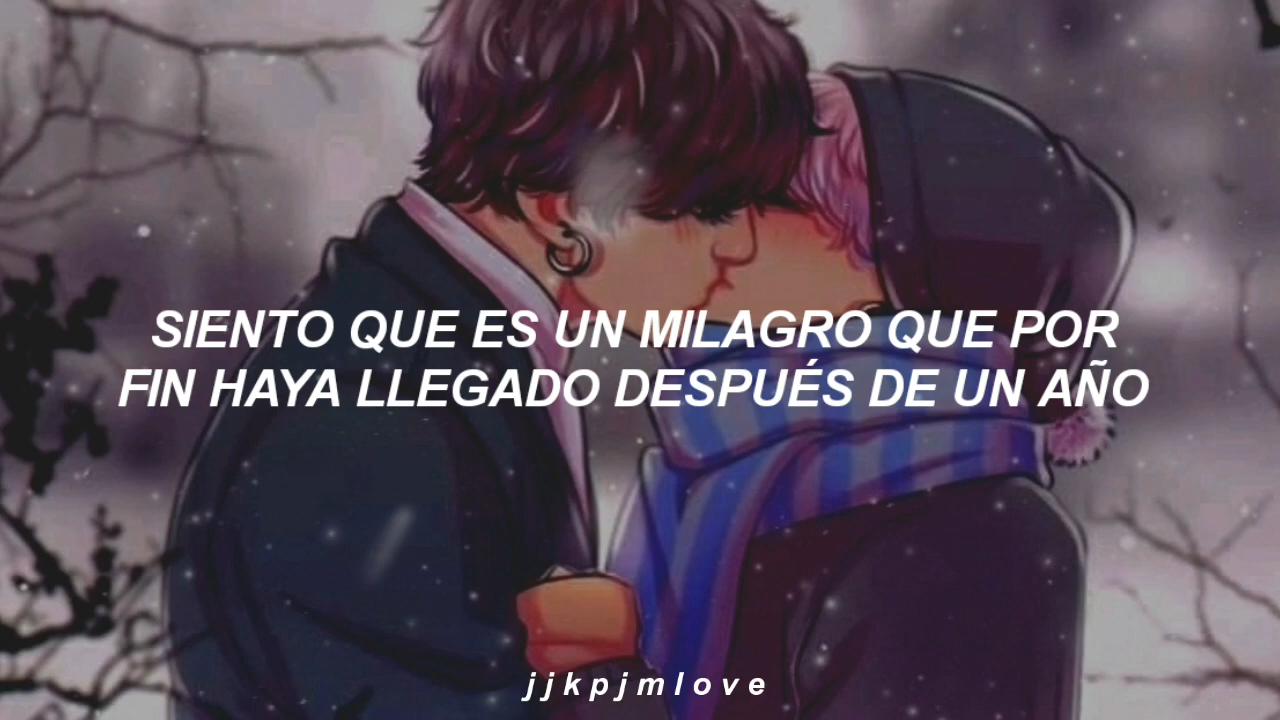 SIENTO QUE ES UN MILAGRO QUE POR
FIN HAYA LLEGADO DESPUÉS DE UN AÑO
jjkpjmlove